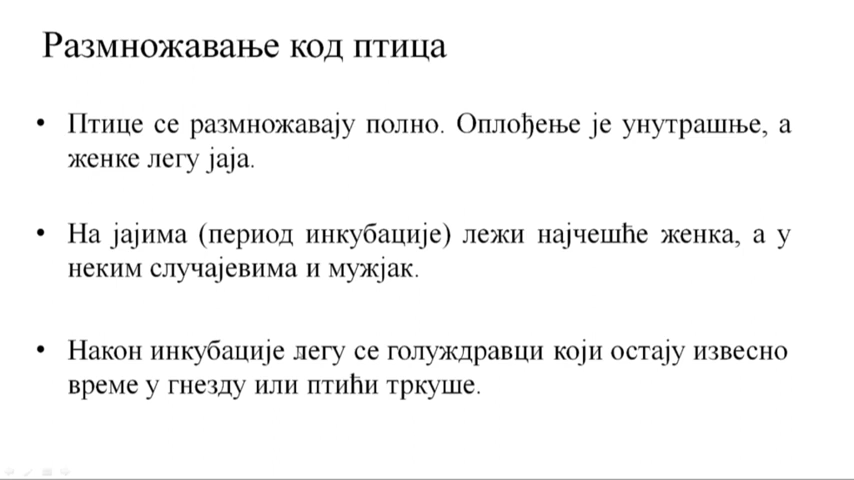 Размножавање код птица
• Птице се размножавају полно. Оплођење је унутрашње, а
женке легу јаја.
• На јајима (период инкубације) лежи најчешће женка, а у
неким случајевима и мужјак.
• Након инкубације легу се голуждравци који остају извесно
време у гнезду или птићи тркуше.